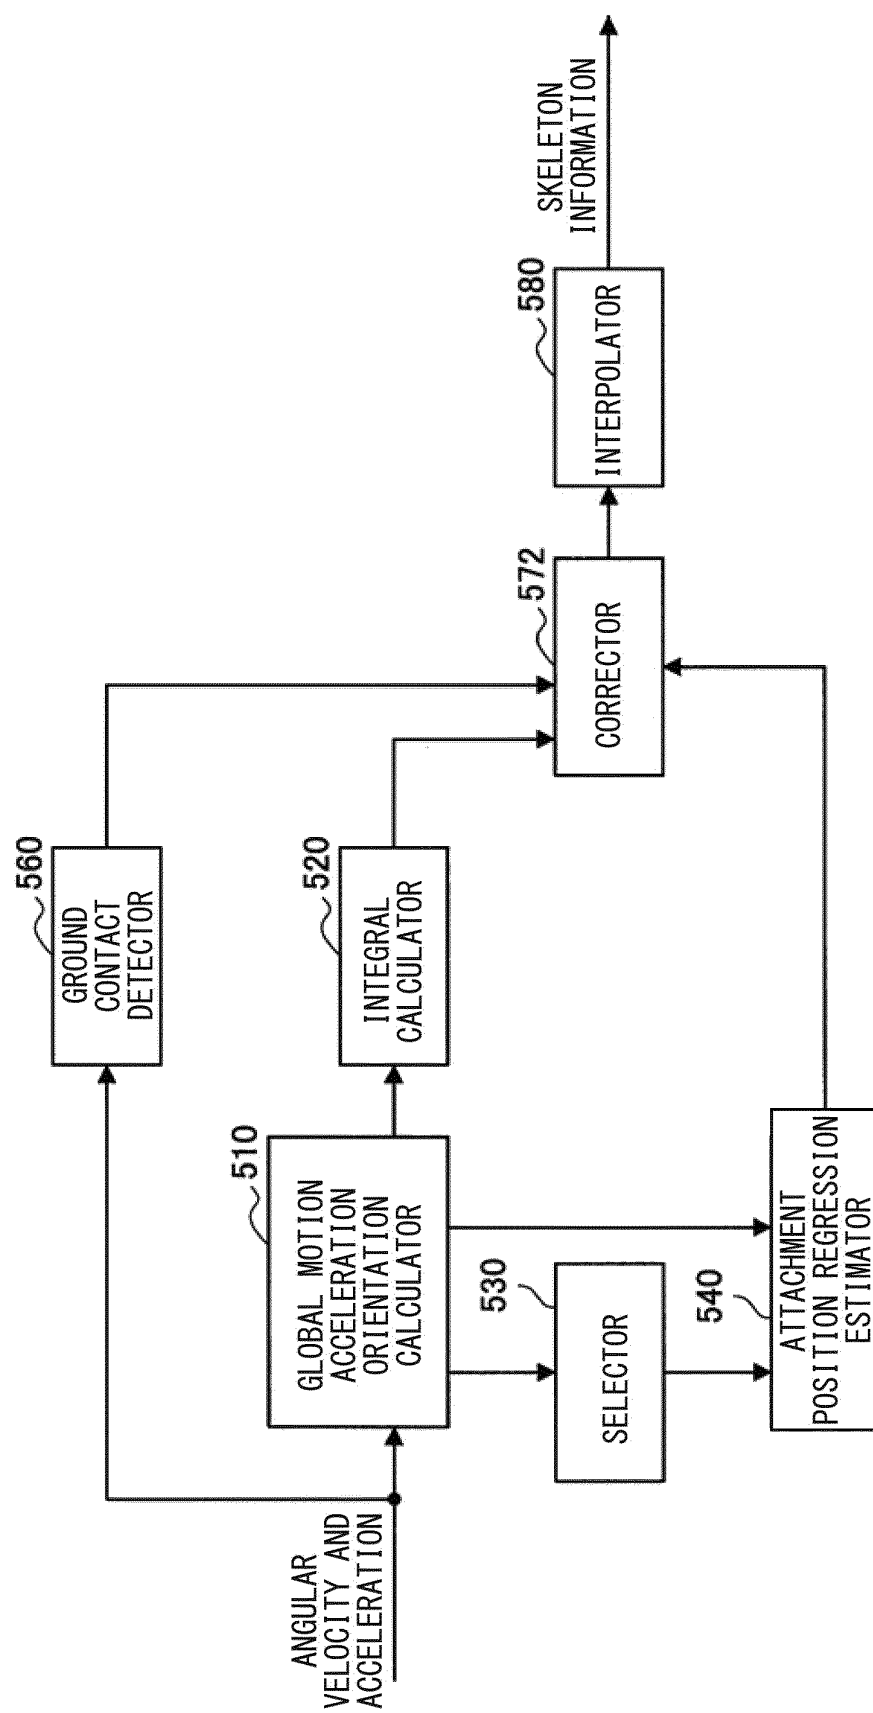 ANGULAR
VELOCITY AND
ACCELERATION
510
GLOBAL MOTION
ACCELERATION
ORIENTATION
CALCULATOR
560
GROUND
CONTACT
DETECTOR
520
INTEGRAL
CALCULATOR
530
SELECTOR
540
ATTACHMENT
POSITION REGRESSION
ESTIMATOR
572
CORRECTOR
580
INTERPOLATOR
SKELETON
INFORMATION